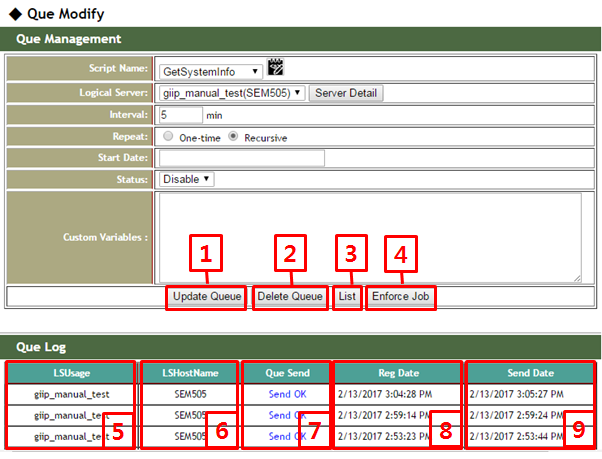 ◆ Que Modify
Que Management
Script Name: GetSystemInfo
Logical Server: giip_manual_test(SEM505) Server Detail
Interval: 5 min
Repeat: One-time Recursive
Start Date:
Status: Disable
Custom Variables :
1 2 3 4
Update Queue Delete Queue List Enforce Job
Que Log
LSUsage LSHostName Que Send Reg Date Send Date
giip_manual_test SEM505 Send OK 2/13/2017 3:04:28 PM 2/13/2017 3:05:27 PM
giip_manual_test SEM505 Send OK 2/13/2017 2:59:14 PM 2/13/2017 2:59:24 PM
giip_manual_test SEM505 Send OK 2/13/2017 2:53:23 PM 2/13/2017 2:53:44 PM
5 6 7 8 9